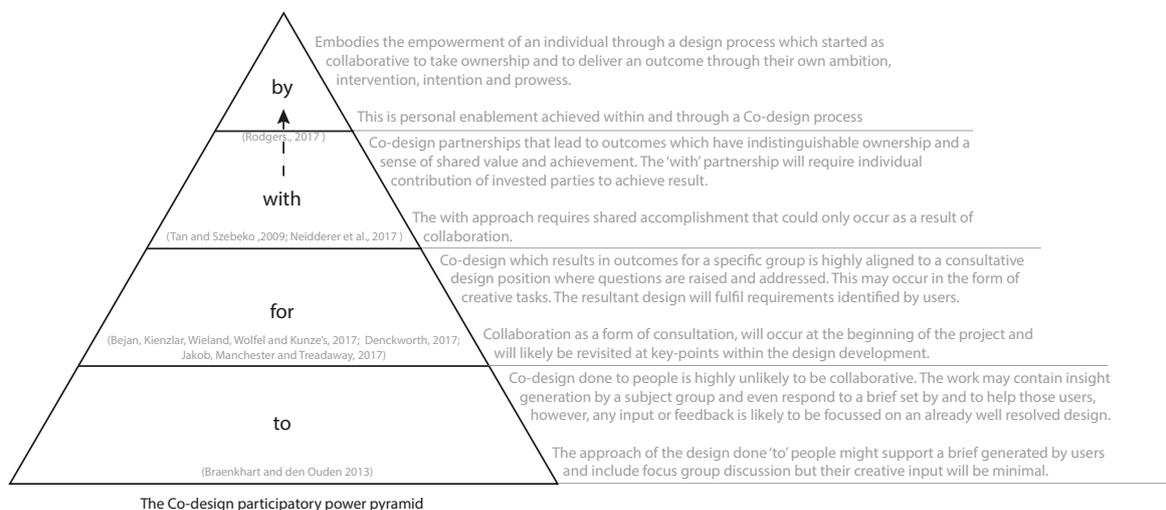 Embodies the empowerment of an individual through a design process which started as
collaborative to take ownership and to deliver an outcome through their own ambition,
intervention, intention and prowess.
by
This is personal enablement achieved within and through a Co-design process
(Rodgers., 2017 )
Co-design partnerships that lead to outcomes which have indistinguishable ownership and a
sense of shared value and achievement. The ‘with’ partnership will require individual
contribution of invested parties to achieve result.
with
The with approach requires shared accomplishment that could only occur as a result of
collaboration.
(Tan and Szebeko ,2009; Neidderer et al., 2017 )
Co-design which results in outcomes for a specific group is highly aligned to a consultative
design position where questions are raised and addressed. This may occur in the form of
creative tasks. The resultant design will fulfil requirements identified by users.
for
Collaboration as a form of consultation, will occur at the beginning of the project and
will likely be revisited at key-points within the design development.
(Bejan, Kienzlar, Wieland, Wolfel and Kunze’s, 2017; Denckworth, 2017;
Jakob, Manchester and Treadaway, 2017)
Co-design done to people is highly unlikely to be collaborative. The work may contain insight
generation by a subject group and even respond to a brief set by and to help those users,
however, any input or feedback is likely to be focussed on an already well resolved design.
to
The approach of the design done ‘to’ people might support a brief generated by users
and include focus group discussion but their creative input will be minimal.
(Braenkhart and den Ouden 2013)
The Co-design participatory power pyramid